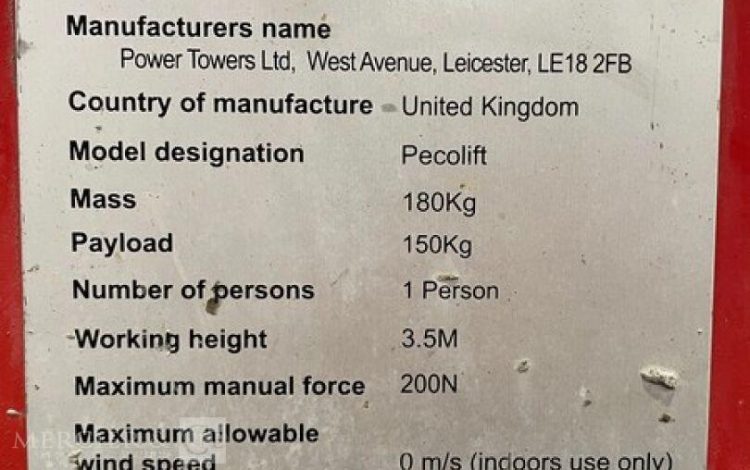 Manufacturers name
Power Towers Ltd, West Avenue, Leicester, LE18 2FB
Country of manufacture United Kingdom
Model designation Pecolift
Mass 180Kg
Payload 150Kg
Number of persons 1 Person
Working height 3.5M
Maximum manual force 200N
Maximum allowable
wind speed 0 m/s (indoors use only)